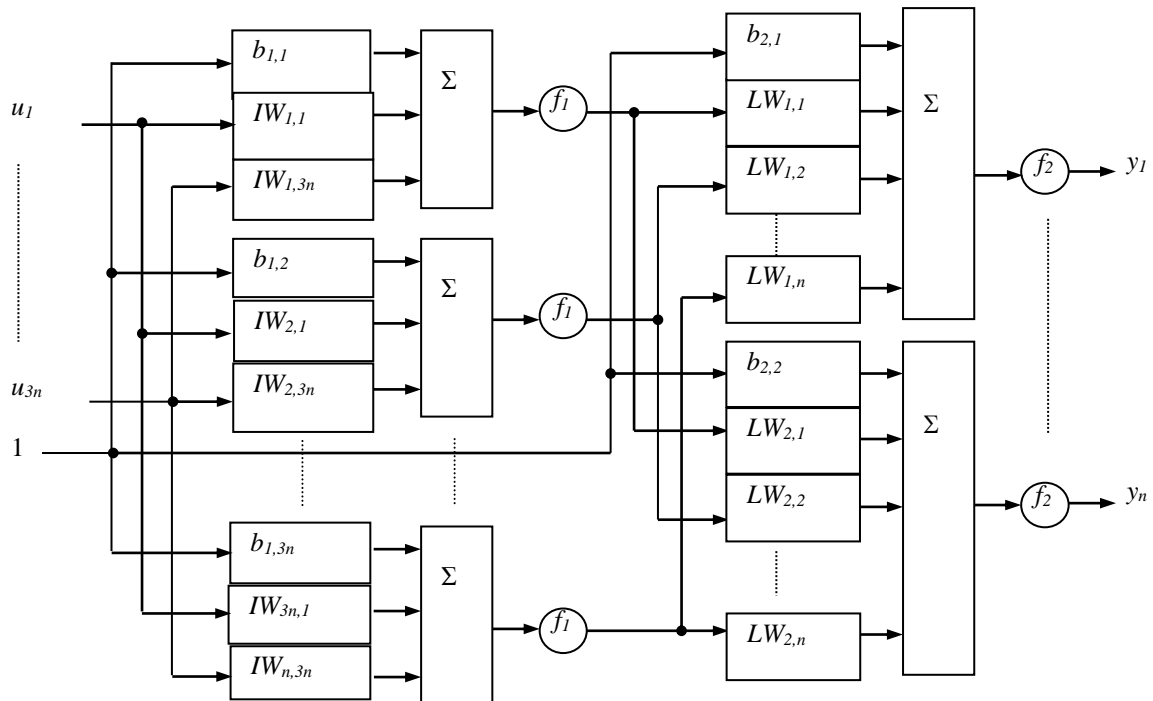 u1
u3n
1
b1,1
IW1,1
IW1,3n
Σ
f1
b1,2
IW2,1
IW2,3n
Σ
f1
b1,3n
IW3n,1
IWn,3n
Σ
f1
b2,1
LW1,1
LW1,2
LW1,n
Σ
f2
y1
b2,2
LW2,1
LW2,2
LW2,n
Σ
f2
yn